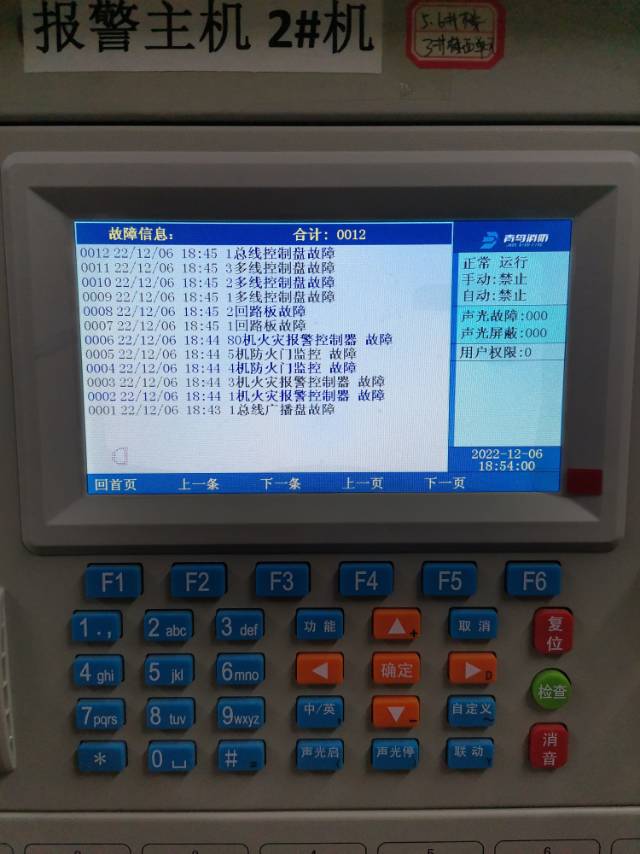 报警主机 2#机
故障信息: 合计: 0012
0012 22/12/06 18:45 1总线控制盘故障
0011 22/12/06 18:45 3多线控制盘故障
0010 22/12/06 18:45 2多线控制盘故障
0009 22/12/06 18:45 1多线控制盘故障
0008 22/12/06 18:45 2回路板故障
0007 22/12/06 18:45 1回路板故障
0006 22/12/06 18:44 80机火灾报警控制器 故障
0005 22/12/06 18:44 5机防火门监控 故障
0004 22/12/06 18:44 4机防火门监控 故障
0003 22/12/06 18:44 3机火灾报警控制器 故障
0002 22/12/06 18:44 1机火灾报警控制器 故障
0001 22/12/06 18:43 1总线广播盘故障
青鸟消防
正常 运行
手动:禁止
自动:禁止
声光故障:000
声光屏蔽:000
用户权限:0
2022-12-06
18:54:00
回首页 上一条 下一条 上一页 下一页
F1 F2 F3 F4 F5 F6
1., 2 abc 3 def 功能 ▲+ 取消 复位
4 ghi 5 jkl 6 mno ◀ 确定 ▶D 检查
7 pqrs 8 tuv 9 wxyz 中/英 ▼- 自定义~
* 0 # 声光启 声光停 联动 消音